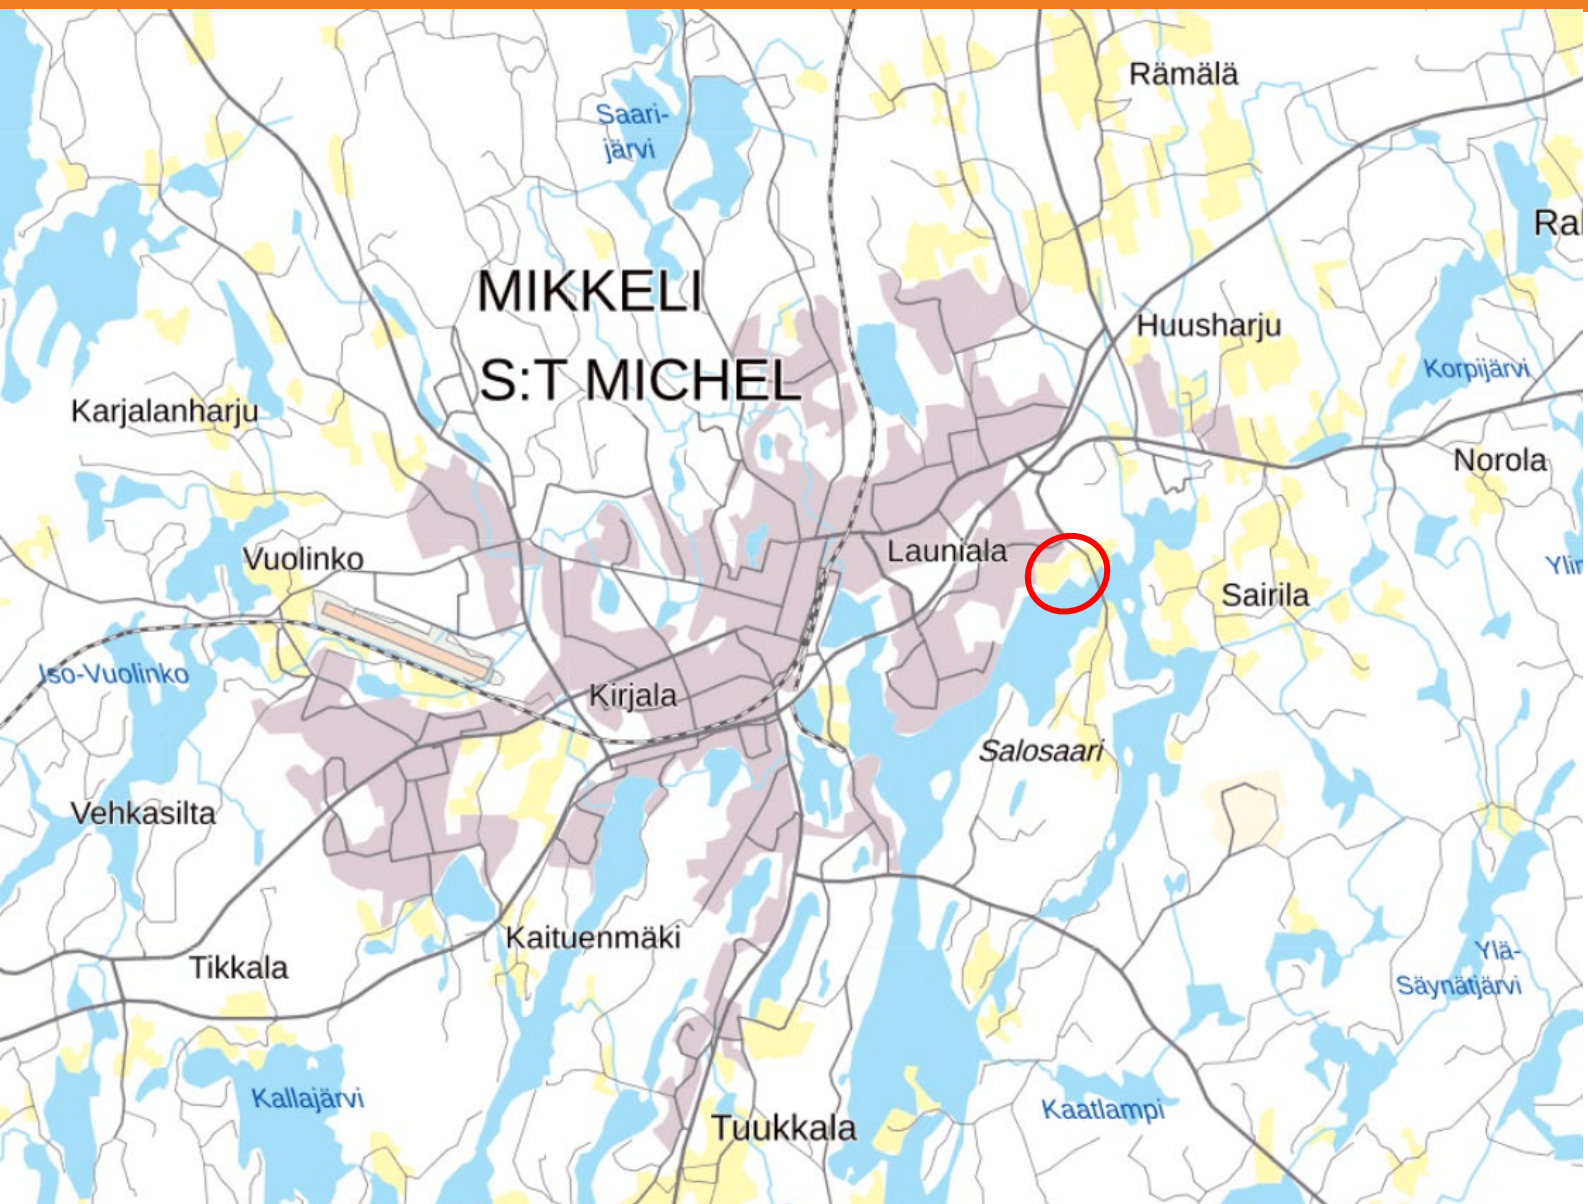 Rämälä
Saari-
järvi
Ra
MIKKELI
S:T MICHEL
Huusharju
Korpijärvi
Karjalanharju
Norola
Vuolinko
Launiala
Sairila
Iso-Vuolinko
Kirjala
Salosaari
Vehkasilta
Kaituenmäki
Tikkala
Ylä-
Säynätjärvi
Kallajärvi
Kaatlampi
Tuukkala